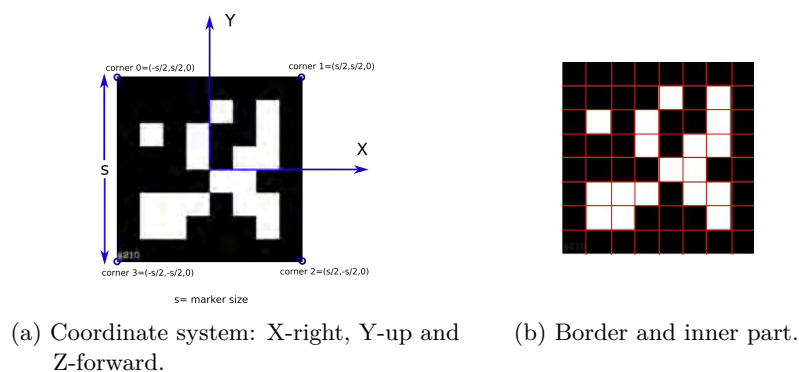 Y
corner 0=(-s/2,s/2,0)
corner 1=(s/2,s/2,0)
X
S
corner 3=(-s/2,-s/2,0)
corner 2=(s/2,-s/2,0)
s= marker size
(a) Coordinate system: X-right, Y-up and
Z-forward.
(b) Border and inner part.